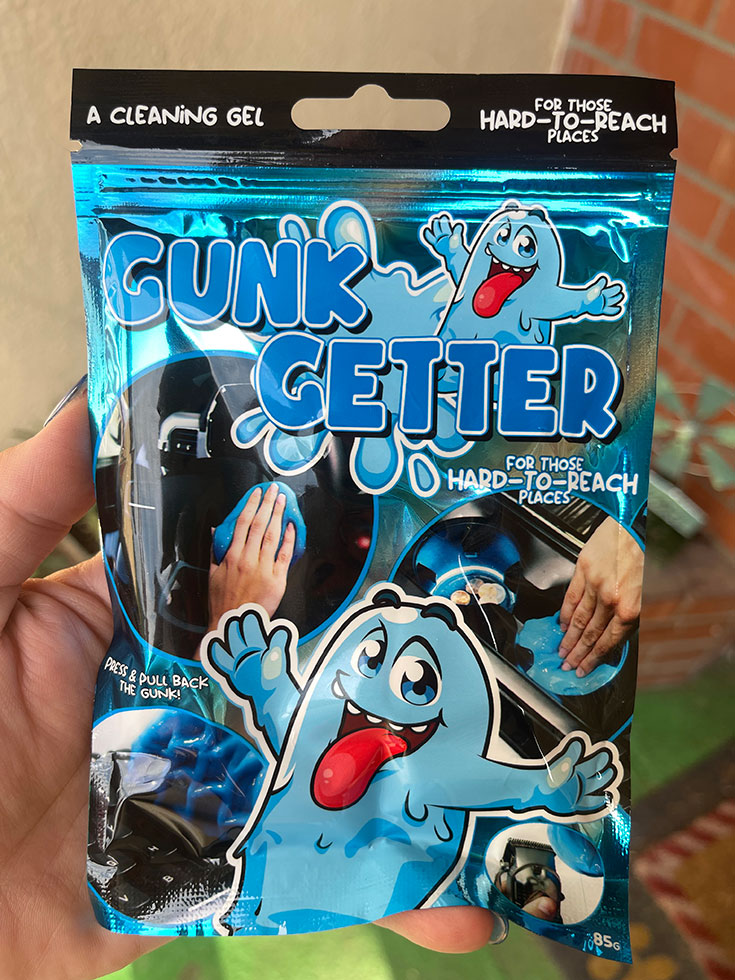 A CLEANiNG GEL
FOR THOSE
HARD-TO-REACH
PLACES
GUNK
GETTER
FOR THOSE
HARD-TO-REACH
PLACES
PRESS & PULL BACK
THE GUNK!
H
V B
85G